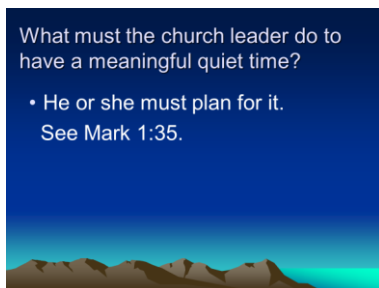 What must the church leader do to
have a meaningful quiet time?
• He or she must plan for it.
See Mark 1:35.